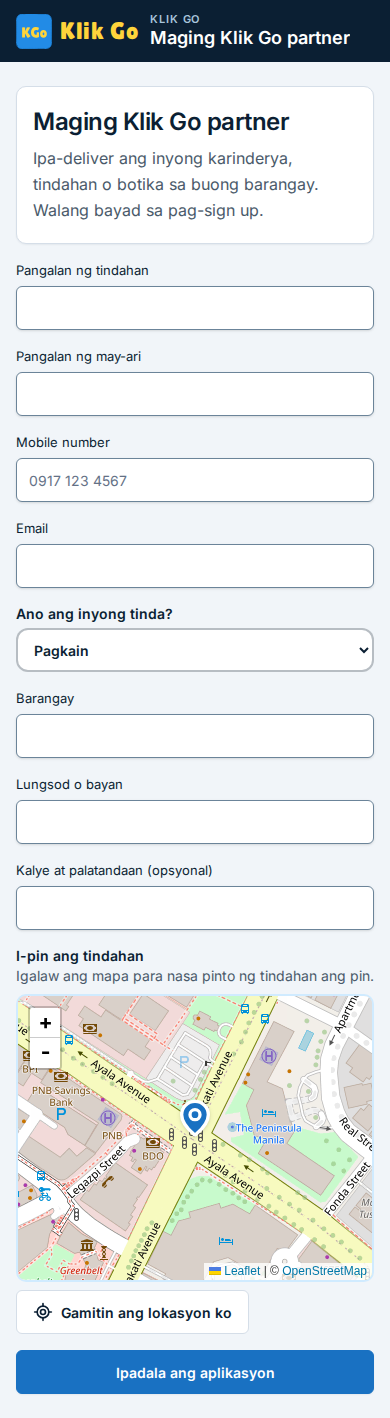 KGo
Klik Go
KLIK GO
Maging Klik Go partner
Maging Klik Go partner
Ipa-deliver ang inyong karinderya,
tindahan o botika sa buong barangay.
Walang bayad sa pag-sign up.
Pangalan ng tindahan
Pangalan ng may-ari
Mobile number
0917 123 4567
Email
Ano ang inyong tinda?
Pagkain
Barangay
Lungsod o bayan
Kalye at palatandaan (opsyonal)
I-pin ang tindahan
Igalaw ang mapa para nasa pinto ng tindahan ang pin.
+
-
Ayala Avenue
PNB Savings
Bank
PNB
BDO
The Peninsula
Manila
Ayala Avenue
Legazpi Street
Fonda Street
Greenbelt
Leaflet | © OpenStreetMap
Gamitin ang lokasyon ko
Ipadala ang aplikasyon